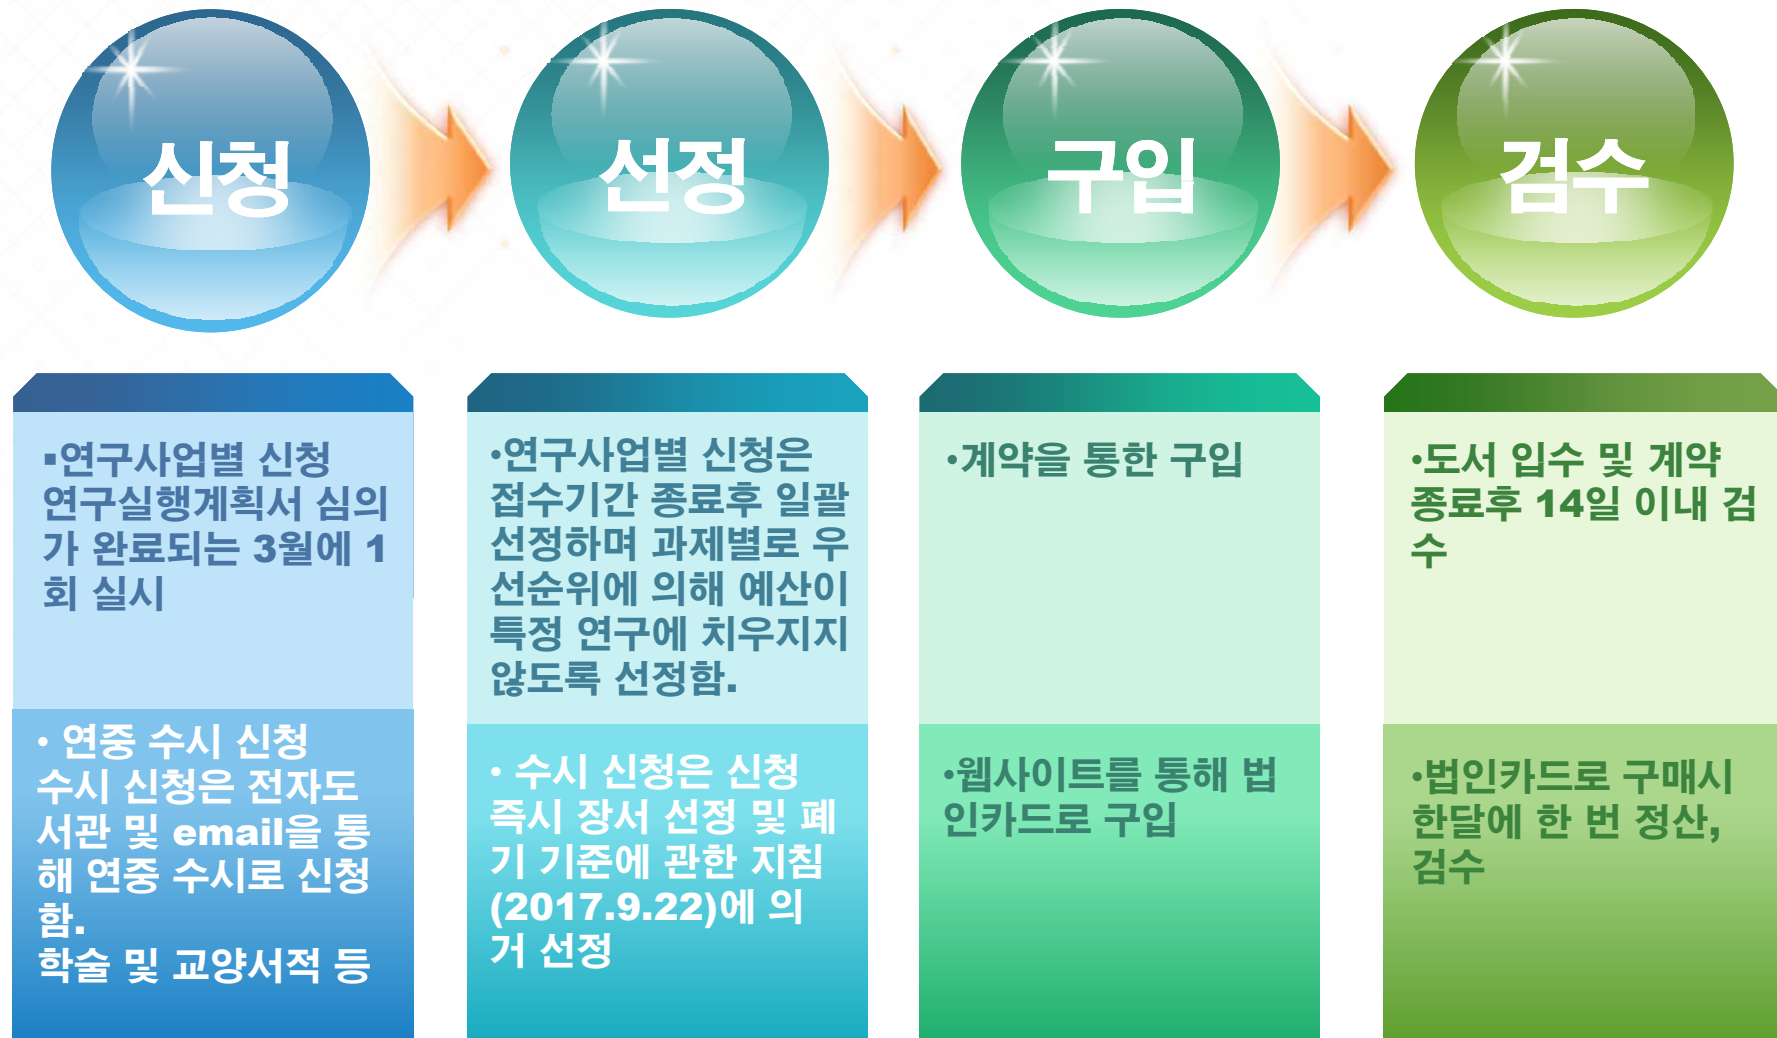 신청
선정
구입
검수
▪연구사업별 신청
연구실행계획서 심의
가 완료되는 3월에 1
회 실시
• 연중 수시 신청
수시 신청은 전자도
서관 및 email을 통
해 연중 수시로 신청
함.
학술 및 교양서적 등
•연구사업별 신청은
접수기간 종료후 일괄
선정하며 과제별로 우
선순위에 의해 예산이
특정 연구에 치우지지
않도록 선정함.
• 수시 신청은 신청
즉시 장서 선정 및 폐
기 기준에 관한 지침
(2017.9.22)에 의
거 선정
•계약을 통한 구입
•웹사이트를 통해 법
인카드로 구입
•도서 입수 및 계약
종료후 14일 이내 검
수
•법인카드로 구매시
한달에 한 번 정산,
검수